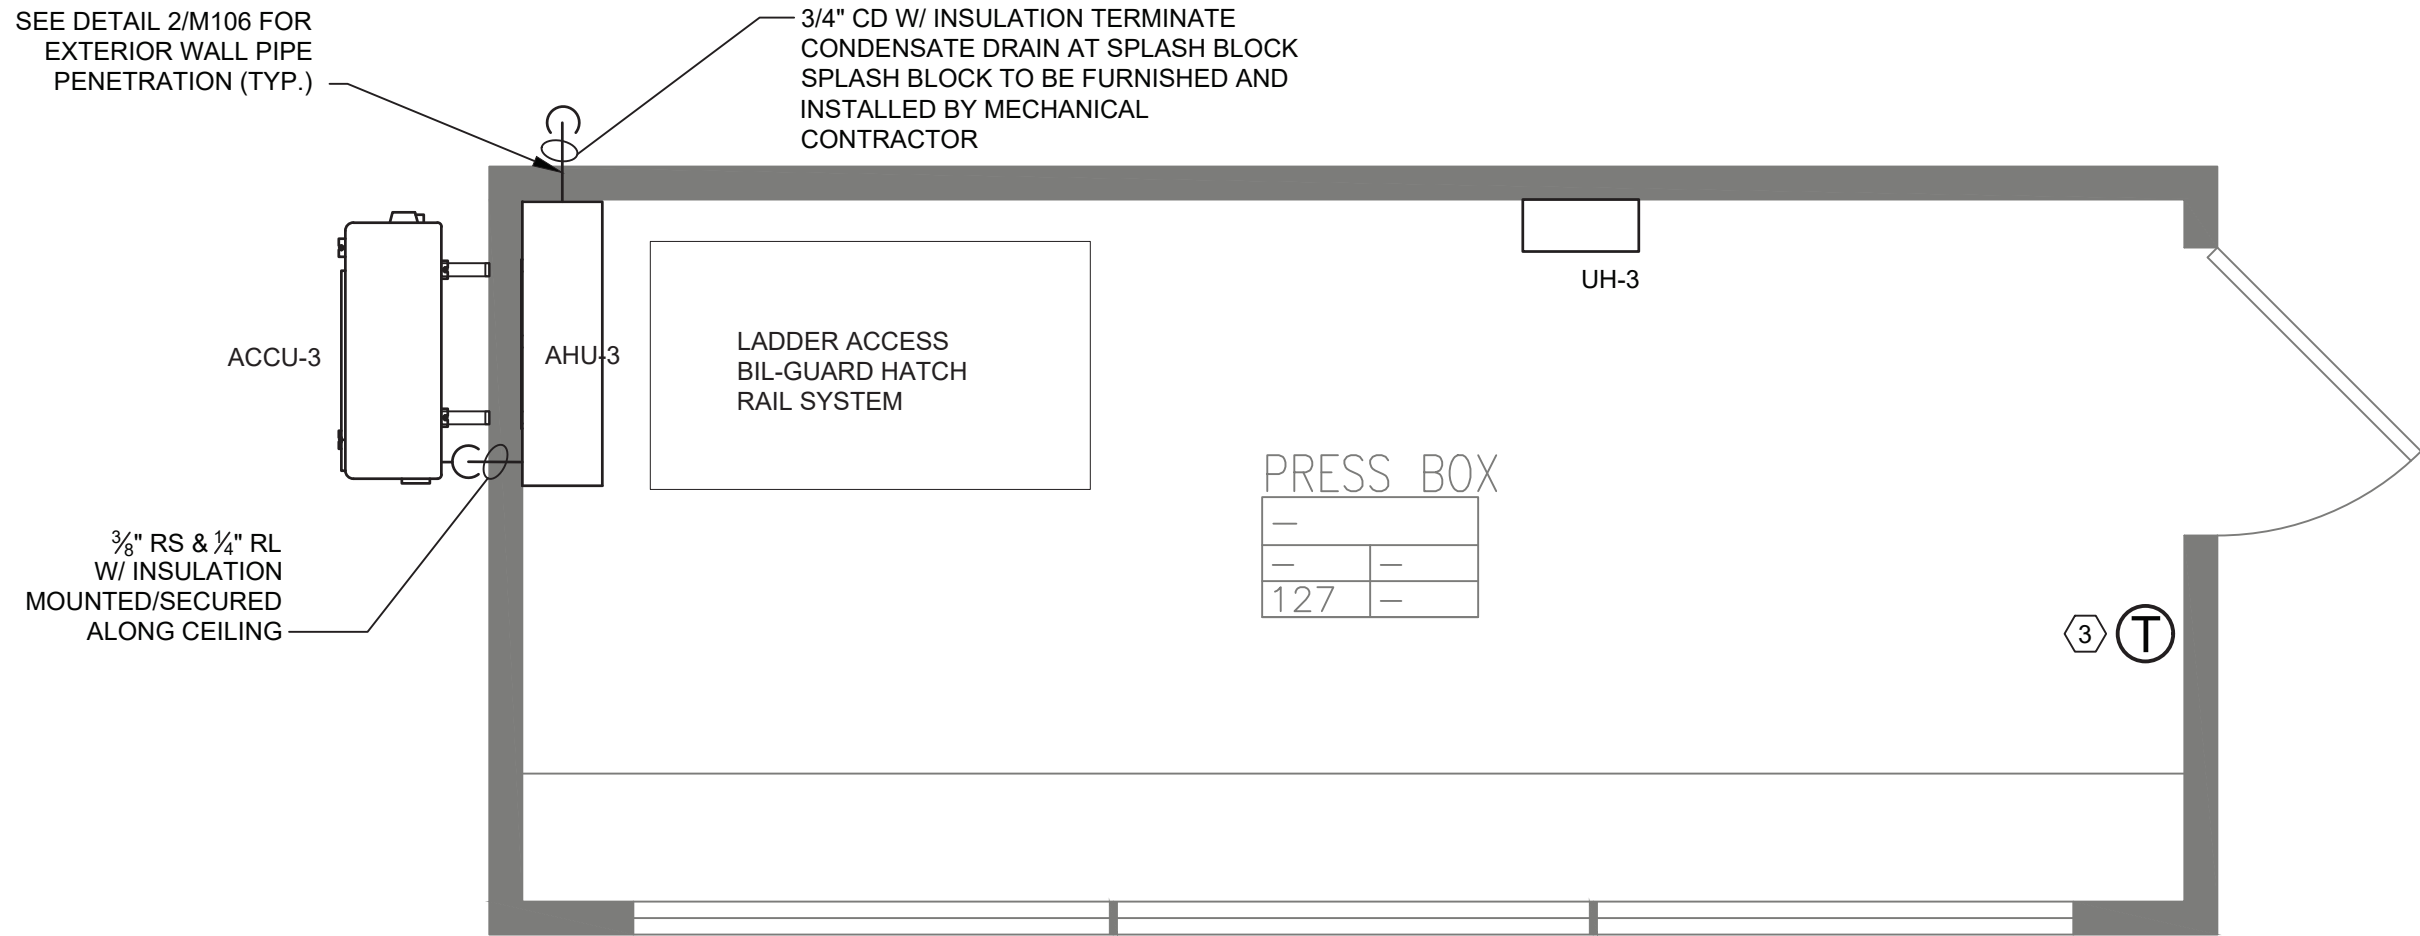 SEE DETAIL 2/M106 FOR
EXTERIOR WALL PIPE
PENETRATION (TYP.)
3/4" CD W/ INSULATION TERMINATE
CONDENSATE DRAIN AT SPLASH BLOCK
SPLASH BLOCK TO BE FURNISHED AND
INSTALLED BY MECHANICAL
CONTRACTOR
UH-3
ACCU-3
AHU-3
LADDER ACCESS
BIL-GUARD HATCH
RAIL SYSTEM
PRESS BOX
—
— —
127 —
⅜" RS & ¼" RL
W/ INSULATION
MOUNTED/SECURED
ALONG CEILING
3 T